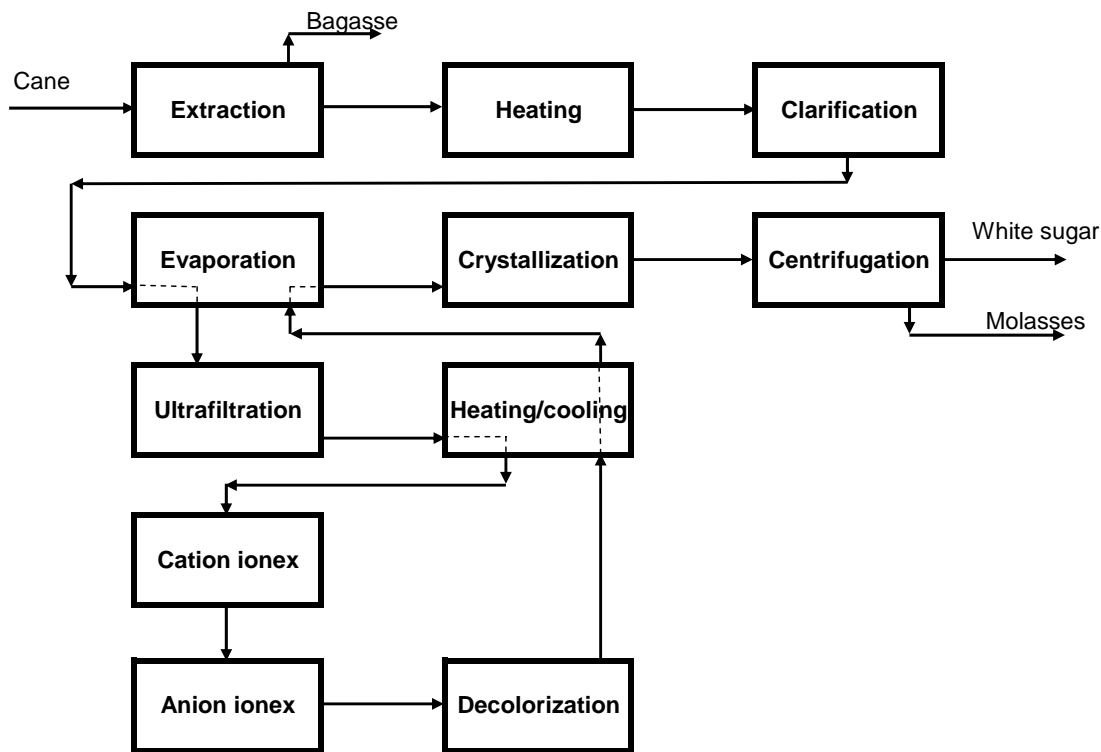 Bagasse
Cane
Extraction
Heating
Clarification
Evaporation
Crystallization
Centrifugation
White sugar
Molasses
Ultrafiltration
Heating/cooling
Cation ionex
Anion ionex
Decolorization